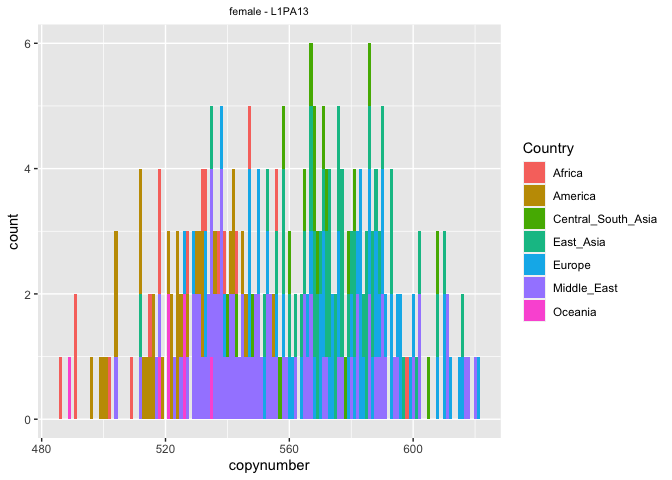 female - L1PA13
6
4
2
0
count
480
520
560
600
copynumber
Country
Africa
America
Central_South_Asia
East_Asia
Europe
Middle_East
Oceania